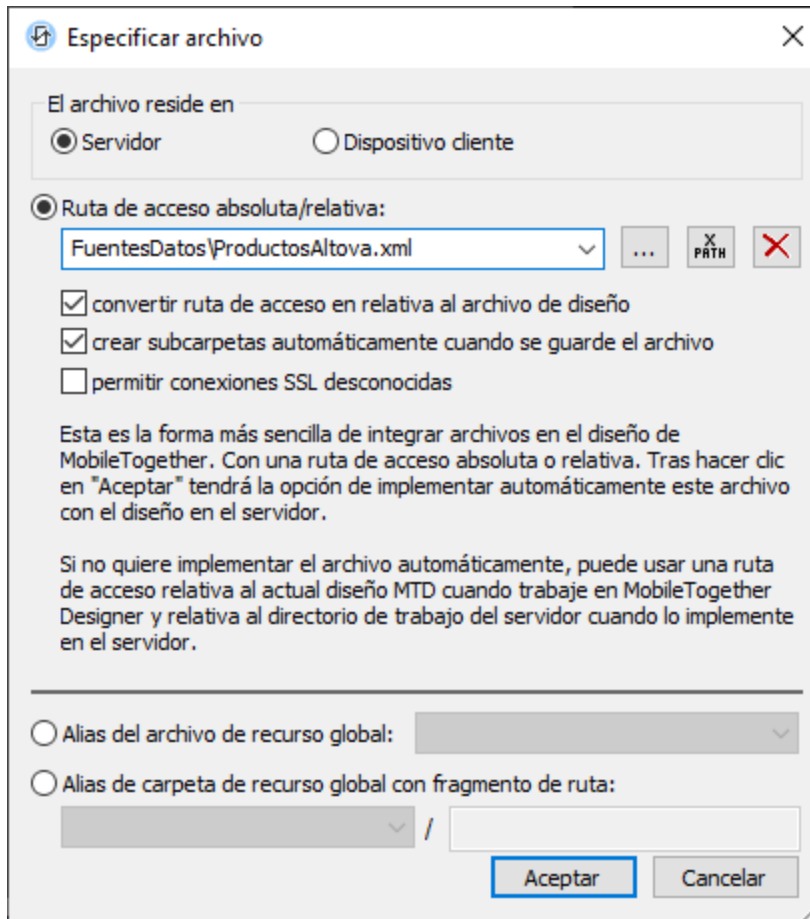 Especificar archivo
El archivo reside en
Servidor
Dispositivo cliente
Ruta de acceso absoluta/relativa:
FuentesDatos\ProductosAltova.xml
...
X
PATH
convertir ruta de acceso en relativa al archivo de diseño
crear subcarpetas automáticamente cuando se guarde el archivo
permitir conexiones SSL desconocidas
Esta es la forma más sencilla de integrar archivos en el diseño de
MobileTogether. Con una ruta de acceso absoluta o relativa. Tras hacer clic
en "Aceptar" tendrá la opción de implementar automáticamente este archivo
con el diseño en el servidor.
Si no quiere implementar el archivo automáticamente, puede usar una ruta
de acceso relativa al actual diseño MTD cuando trabaje en MobileTogether
Designer y relativa al directorio de trabajo del servidor cuando lo implemente
en el servidor.
Alias del archivo de recurso global:
Alias de carpeta de recurso global con fragmento de ruta:
/
Aceptar
Cancelar